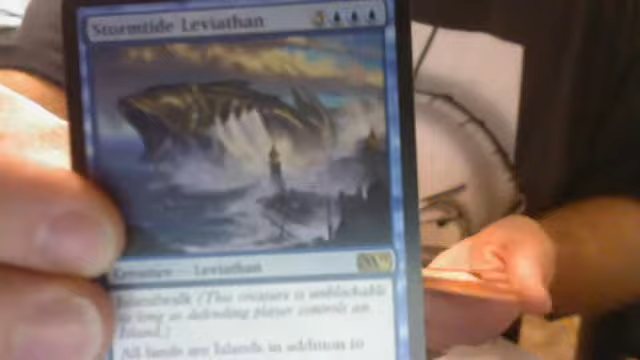 Stormtide Leviathan
Creature — Leviathan
Islandwalk (This creature is unblockable
as long as defending player controls an
Island.)
All lands are Islands in addition to